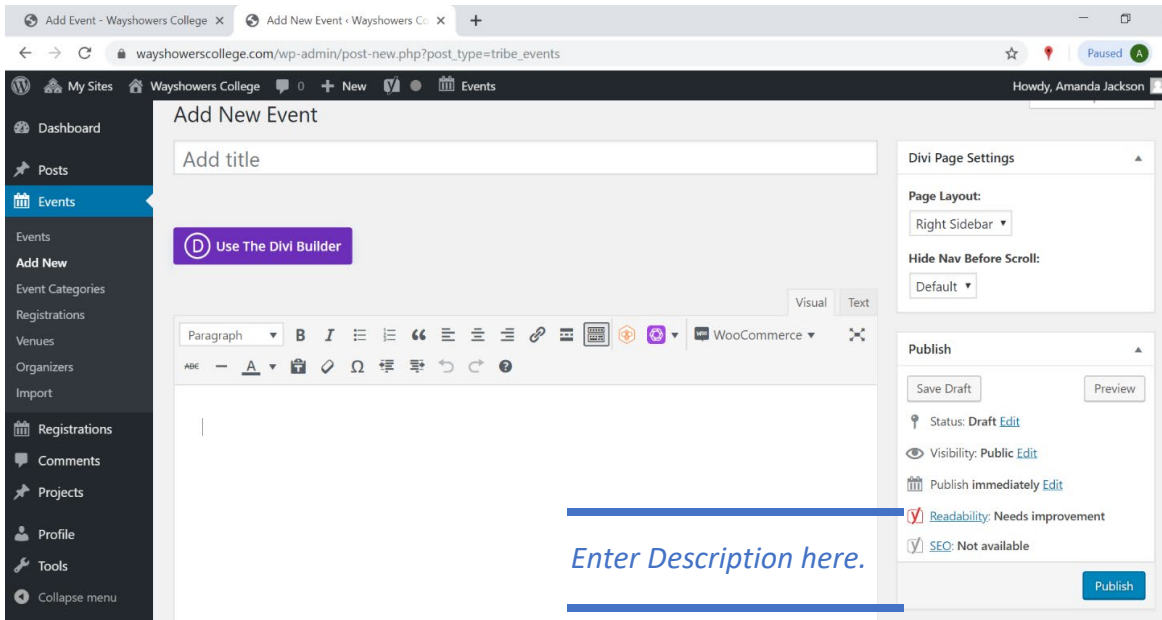 Add Event - Wayshowers College
Add New Event ‹ Wayshowers Co
wayshowerscollege.com/wp-admin/post-new.php?post_type=tribe_events
Paused
A
My Sites
Wayshowers College
0
New
Events
Howdy, Amanda Jackson
Dashboard
Posts
Events
Events
Add New
Event Categories
Registrations
Venues
Organizers
Import
Registrations
Comments
Projects
Profile
Tools
Collapse menu
Add New Event
Add title
D Use The Divi Builder
Visual
Text
Paragraph
B
I
WooCommerce
ABE
A
Ω
Enter Description here.
Divi Page Settings
Page Layout:
Right Sidebar
Hide Nav Before Scroll:
Default
Publish
Save Draft
Preview
Status: Draft Edit
Visibility: Public Edit
Publish immediately Edit
Readability: Needs improvement
SEO: Not available
Publish